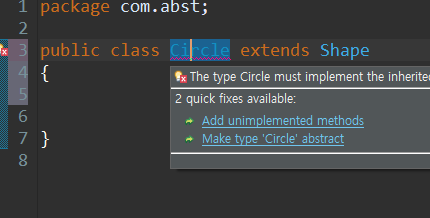 1 package com.abst;
2
3 public class Circle extends Shape
4 {
The type Circle must implement the inherited
5
2 quick fixes available:
6
Add unimplemented methods
7 }
Make type 'Circle' abstract
8